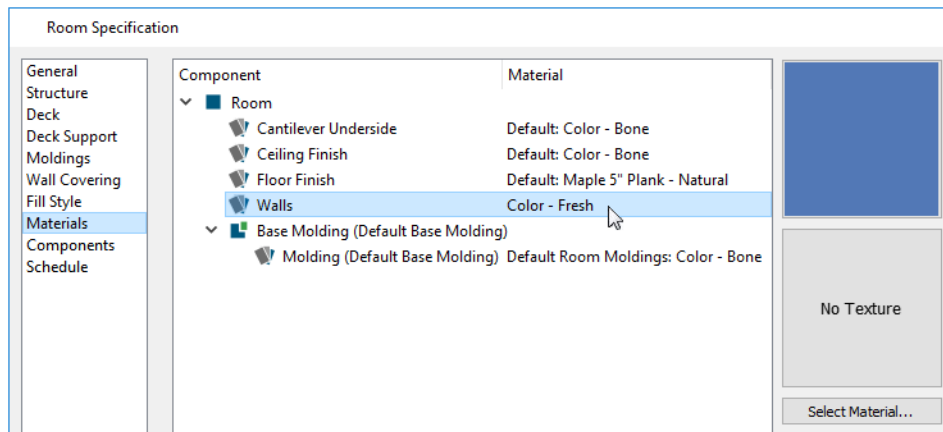 Room Specification
General
Structure
Deck
Deck Support
Moldings
Wall Covering
Fill Style
Materials
Components
Schedule
Component Material
Room
Cantilever Underside Default: Color - Bone
Ceiling Finish Default: Color - Bone
Floor Finish Default: Maple 5" Plank - Natural
Walls Color - Fresh
Base Molding (Default Base Molding)
Molding (Default Base Molding) Default Room Moldings: Color - Bone
No Texture
Select Material...